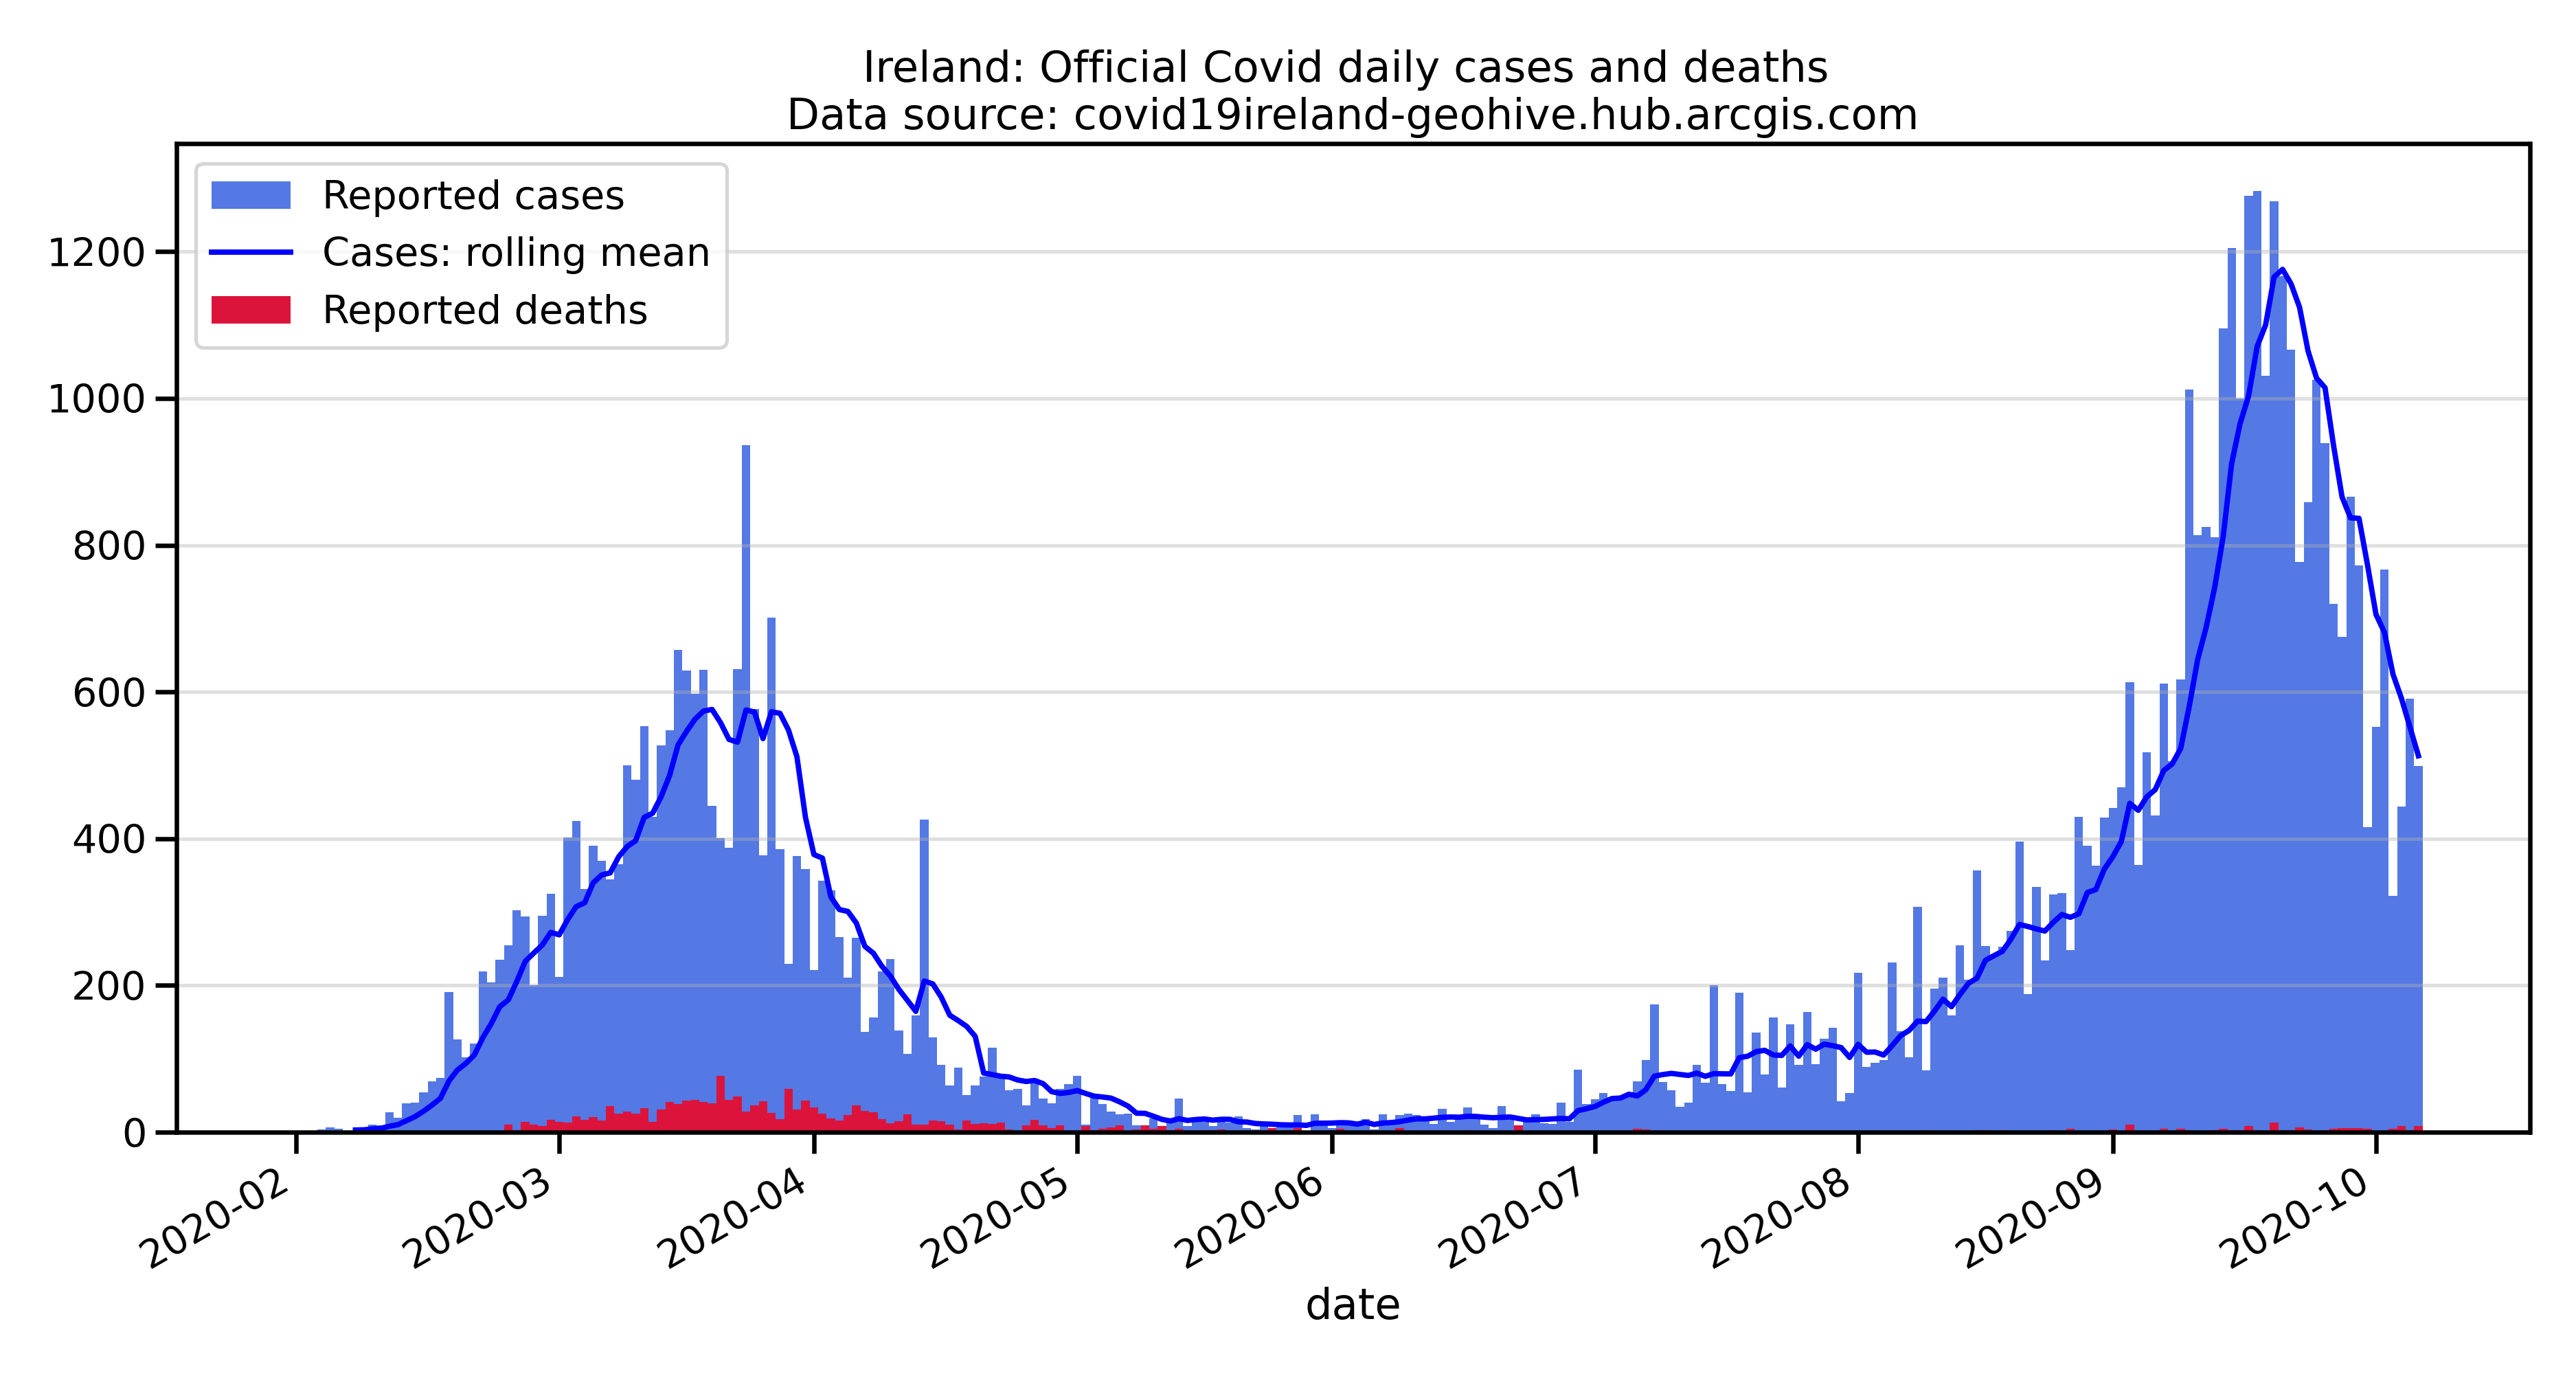 Ireland: Official Covid daily cases and deaths
Data source: covid19ireland-geohive.hub.arcgis.com
Reported cases
Cases: rolling mean
Reported deaths
1200
1000
800
600
400
200
0
2020-02
2020-03
2020-04
2020-05
2020-06
2020-07
2020-08
2020-09
2020-10
date